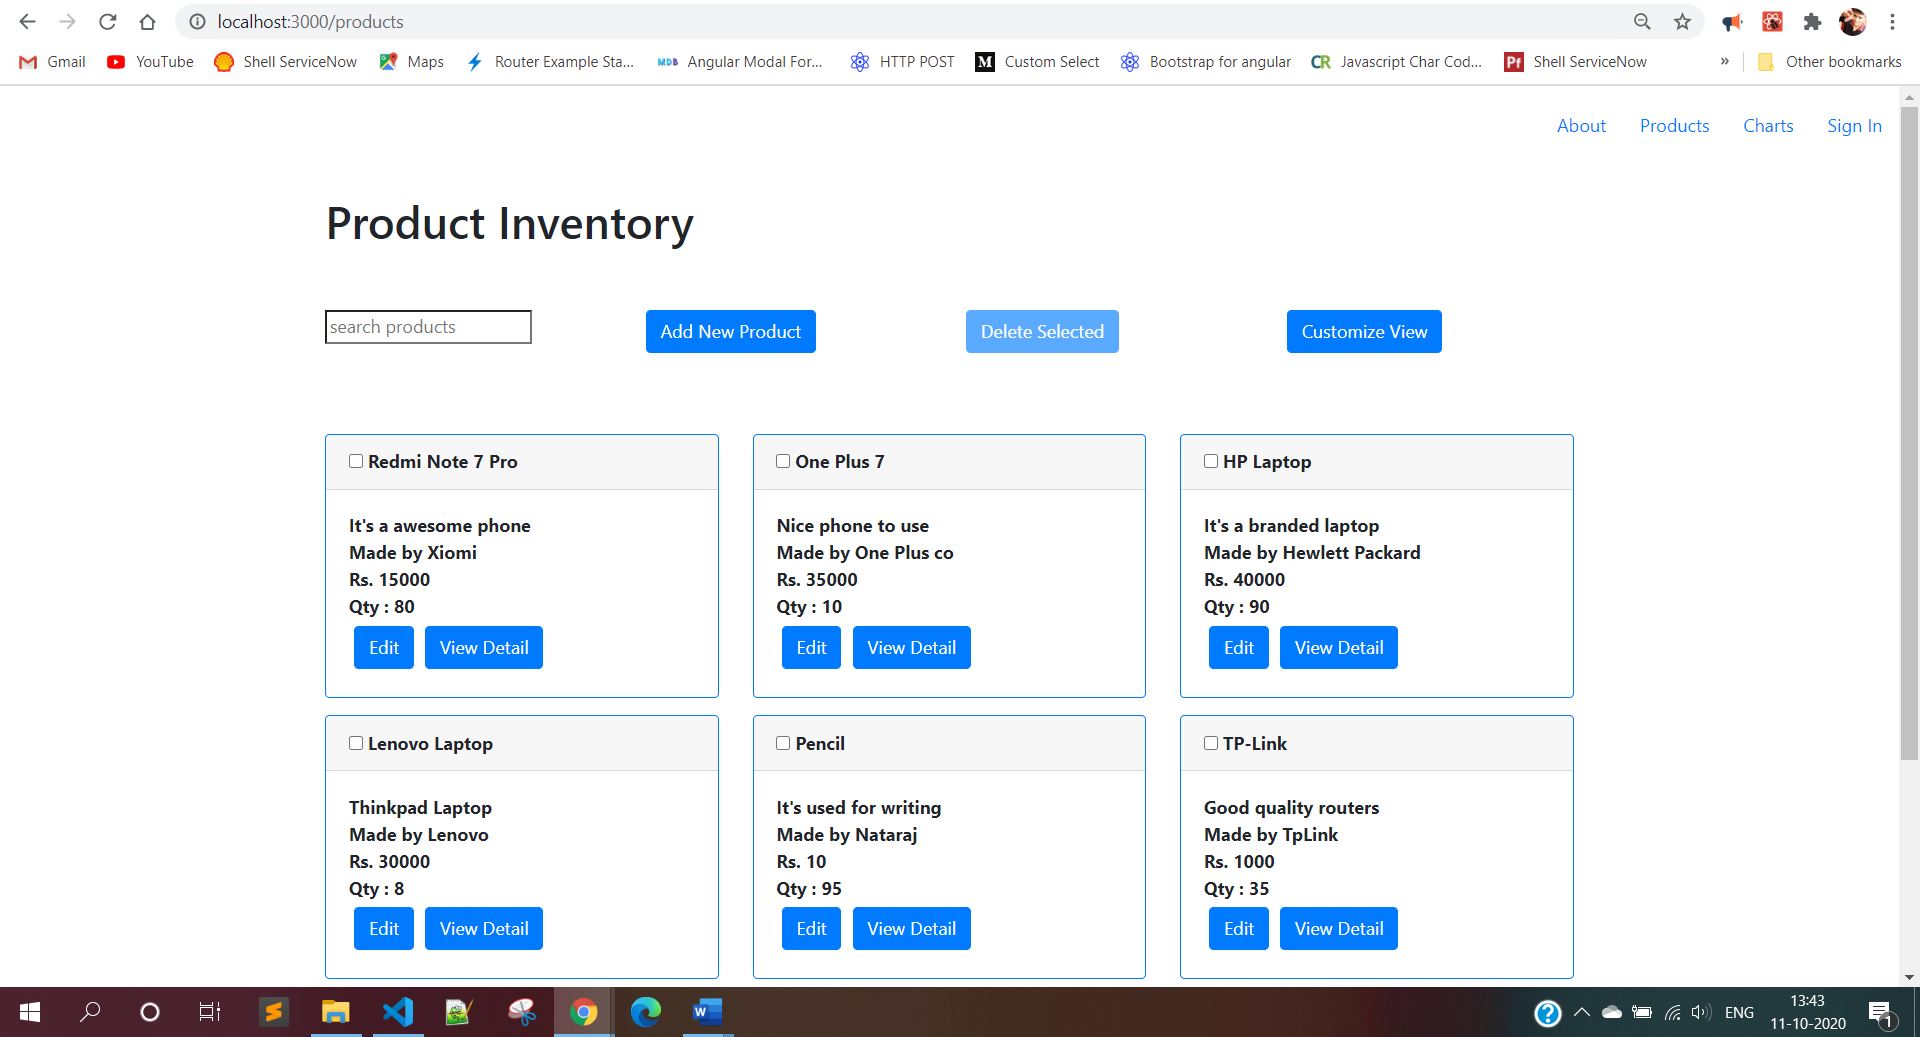 localhost:3000/products
Gmail YouTube Shell ServiceNow Maps Router Example Sta... MDB Angular Modal For... HTTP POST M Custom Select Bootstrap for angular CR Javascript Char Cod... Pf Shell ServiceNow » Other bookmarks
About Products Charts Sign In
Product Inventory
search products Add New Product Delete Selected Customize View
Redmi Note 7 Pro
It's a awesome phone
Made by Xiomi
Rs. 15000
Qty : 80
Edit View Detail
One Plus 7
Nice phone to use
Made by One Plus co
Rs. 35000
Qty : 10
Edit View Detail
HP Laptop
It's a branded laptop
Made by Hewlett Packard
Rs. 40000
Qty : 90
Edit View Detail
Lenovo Laptop
Thinkpad Laptop
Made by Lenovo
Rs. 30000
Qty : 8
Edit View Detail
Pencil
It's used for writing
Made by Nataraj
Rs. 10
Qty : 95
Edit View Detail
TP-Link
Good quality routers
Made by TpLink
Rs. 1000
Qty : 35
Edit View Detail
W ? ENG 13:43
11-10-2020 1